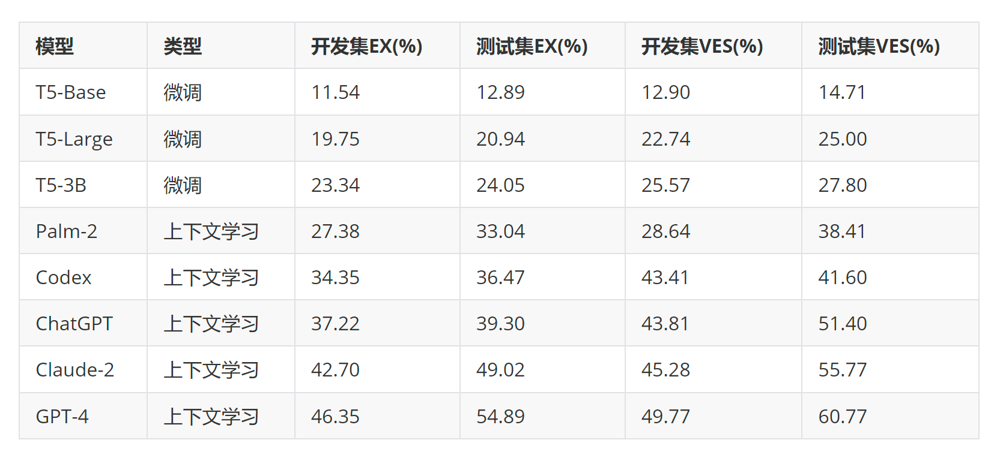 模型 类型 开发集EX(%) 测试集EX(%) 开发集VES(%) 测试集VES(%)
T5-Base 微调 11.54 12.89 12.90 14.71
T5-Large 微调 19.75 20.94 22.74 25.00
T5-3B 微调 23.34 24.05 25.57 27.80
Palm-2 上下文学习 27.38 33.04 28.64 38.41
Codex 上下文学习 34.35 36.47 43.41 41.60
ChatGPT 上下文学习 37.22 39.30 43.81 51.40
Claude-2 上下文学习 42.70 49.02 45.28 55.77
GPT-4 上下文学习 46.35 54.89 49.77 60.77